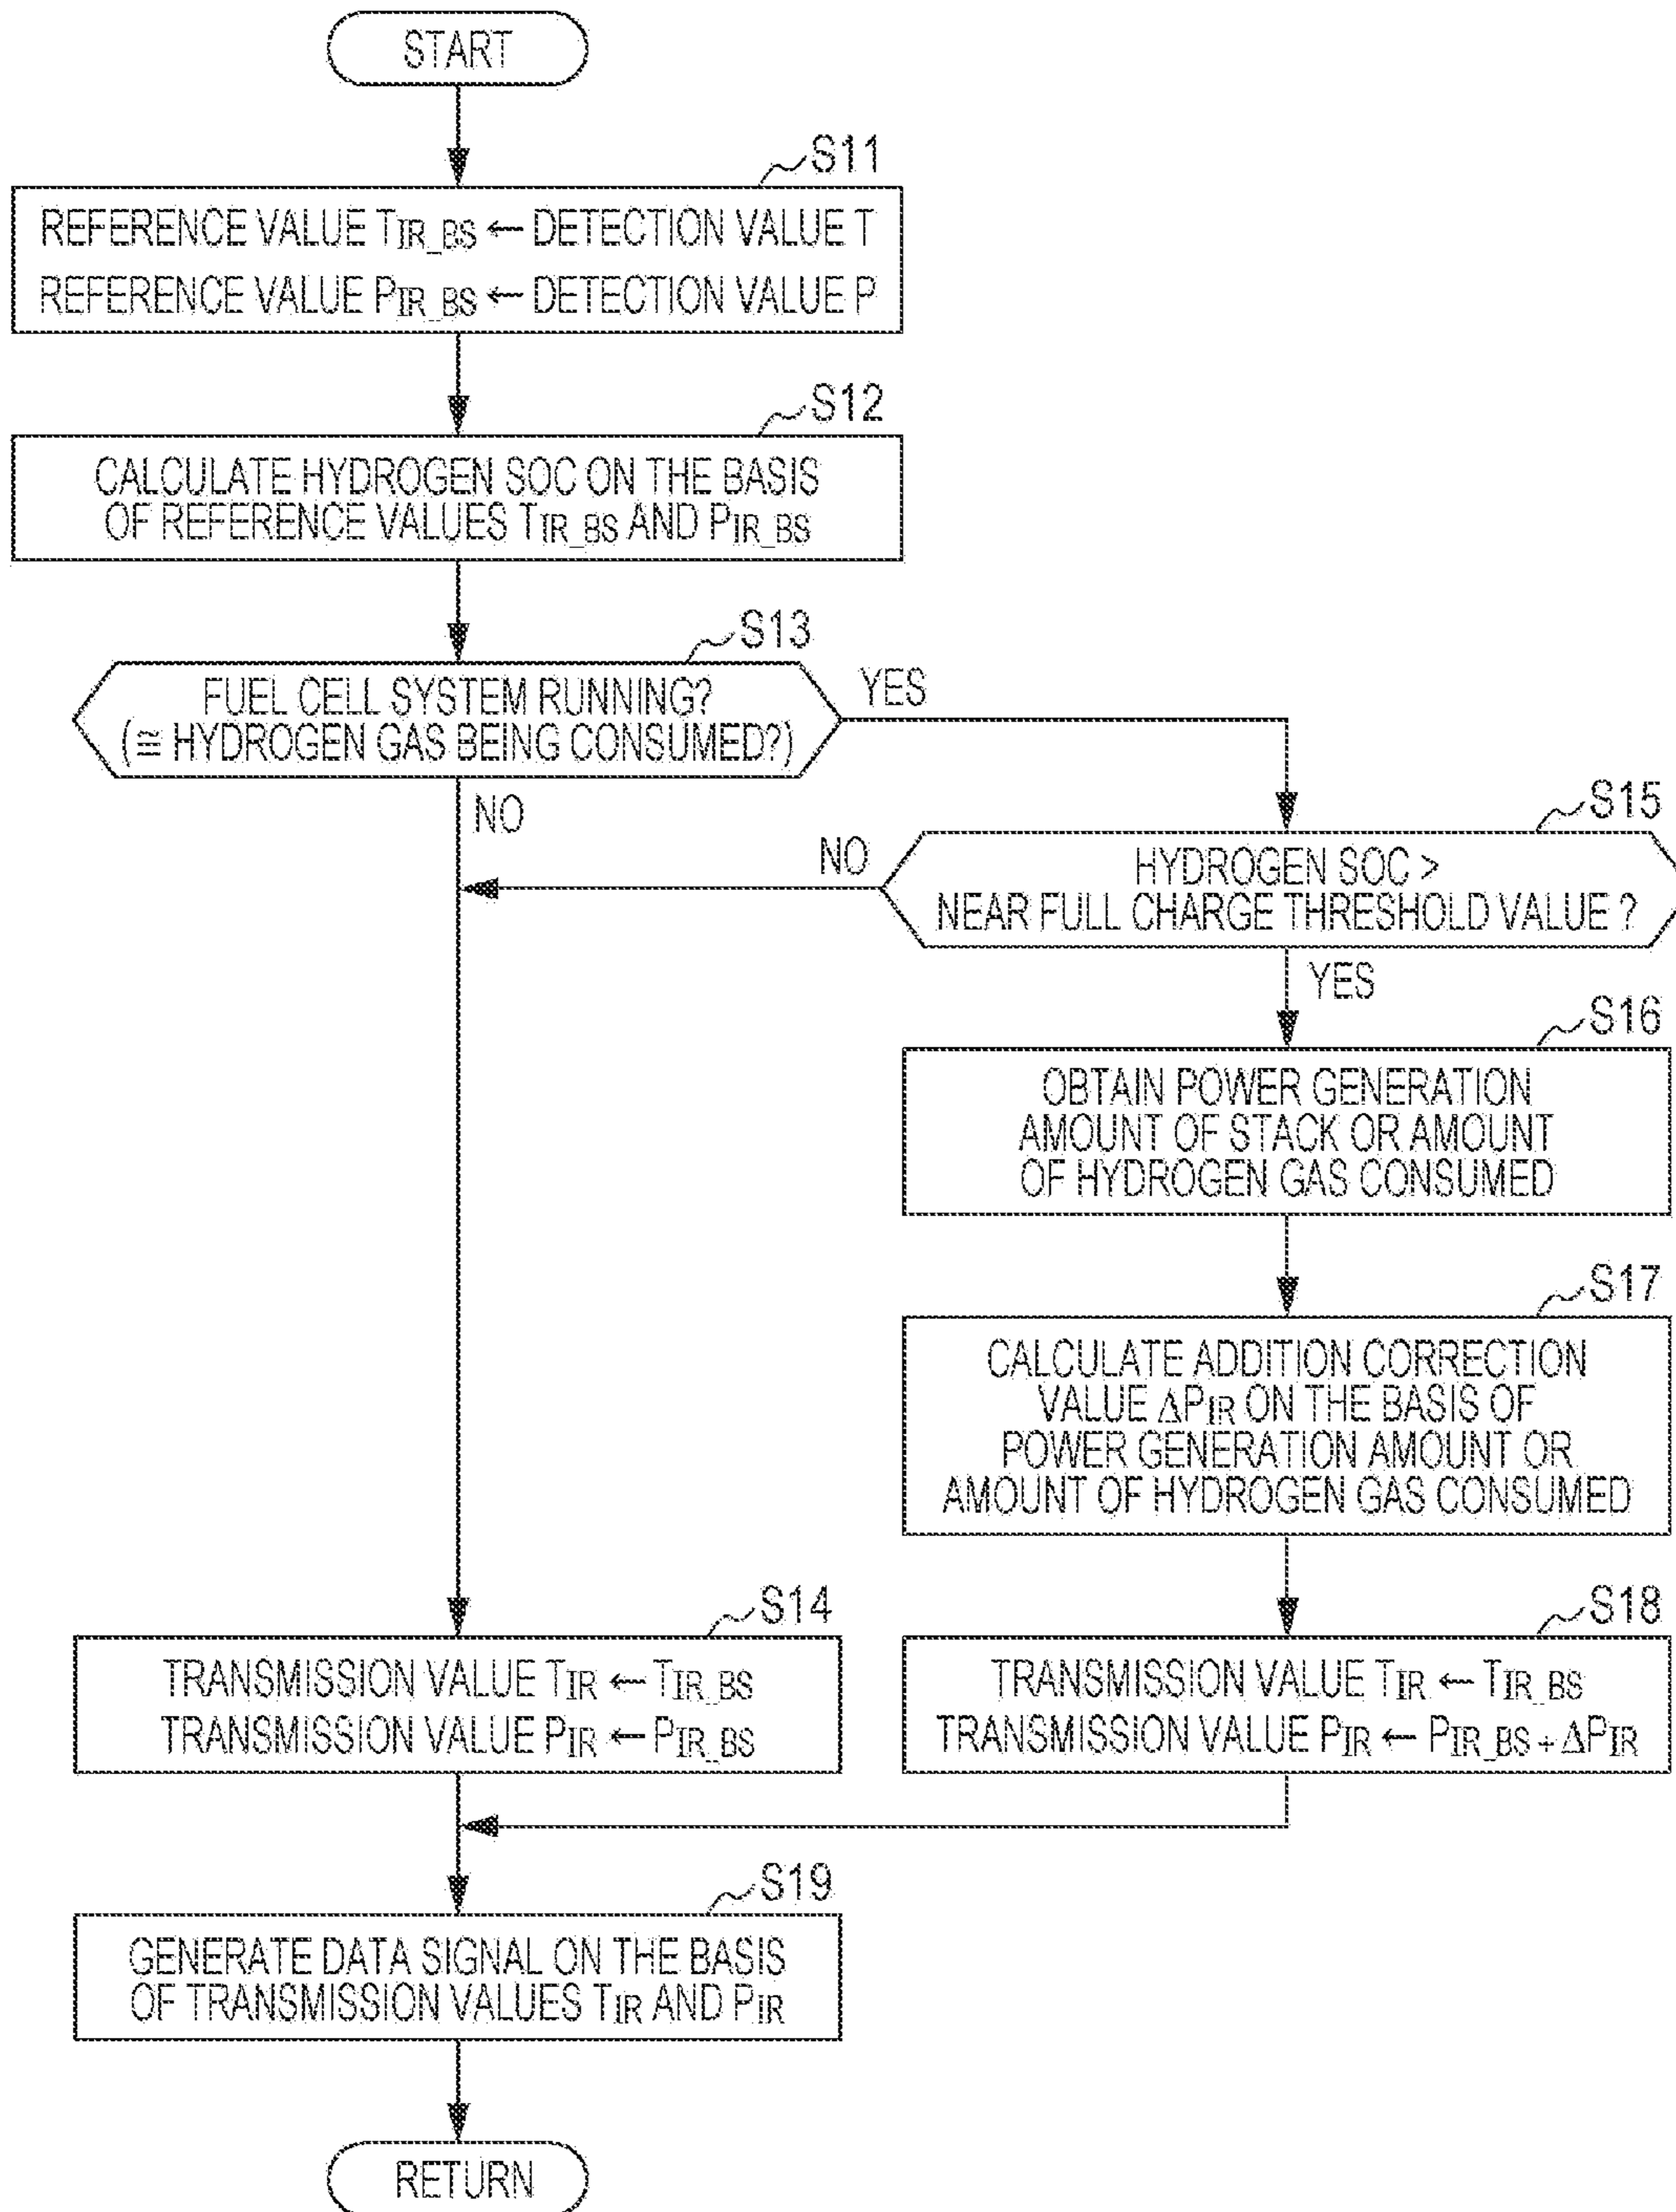 START
S11
REFERENCE VALUE TIR_BS ← DETECTION VALUE T
REFERENCE VALUE PIR_BS ← DETECTION VALUE P
S12
CALCULATE HYDROGEN SOC ON THE BASIS
OF REFERENCE VALUES TIR_BS AND PIR_BS
S13
FUEL CELL SYSTEM RUNNING?
(≅ HYDROGEN GAS BEING CONSUMED?)
YES
NO
S15
NO
HYDROGEN SOC >
NEAR FULL CHARGE THRESHOLD VALUE ?
YES
S16
OBTAIN POWER GENERATION
AMOUNT OF STACK OR AMOUNT
OF HYDROGEN GAS CONSUMED
S17
CALCULATE ADDITION CORRECTION
VALUE ΔPIR ON THE BASIS OF
POWER GENERATION AMOUNT OR
AMOUNT OF HYDROGEN GAS CONSUMED
S14
TRANSMISSION VALUE TIR ← TIR_BS
TRANSMISSION VALUE PIR ← PIR_BS
S18
TRANSMISSION VALUE TIR ← TIR_BS
TRANSMISSION VALUE PIR ← PIR_BS + ΔPIR
S19
GENERATE DATA SIGNAL ON THE BASIS
OF TRANSMISSION VALUES TIR AND PIR
RETURN